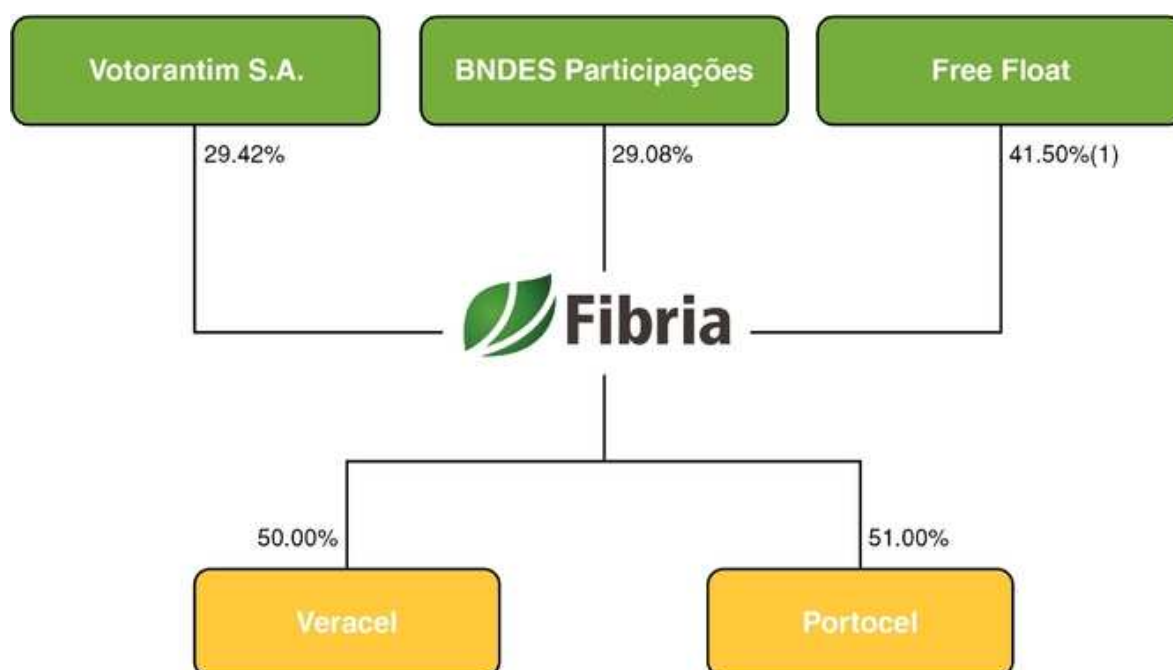 Votorantim S.A.
BNDES Participações
Free Float
29.42%
29.08%
41.50%(1)
Fibria
50.00%
51.00%
Veracel
Portocel